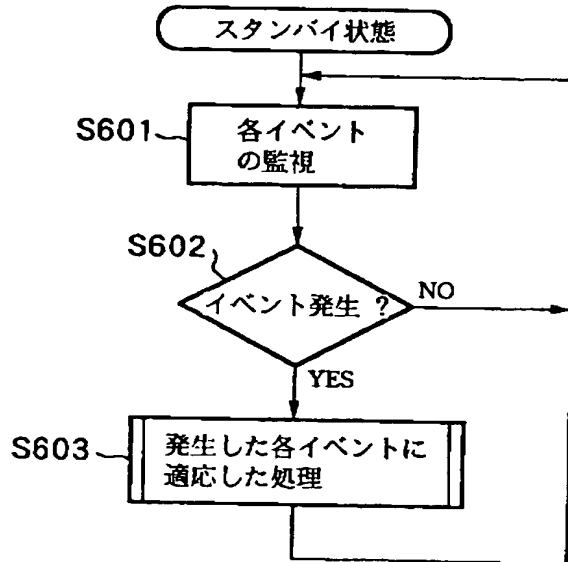 スタンバイ状態
S601
各イベント
の監視
S602
イベント発生 ?
NO
YES
S603
発生した各イベントに
適応した処理